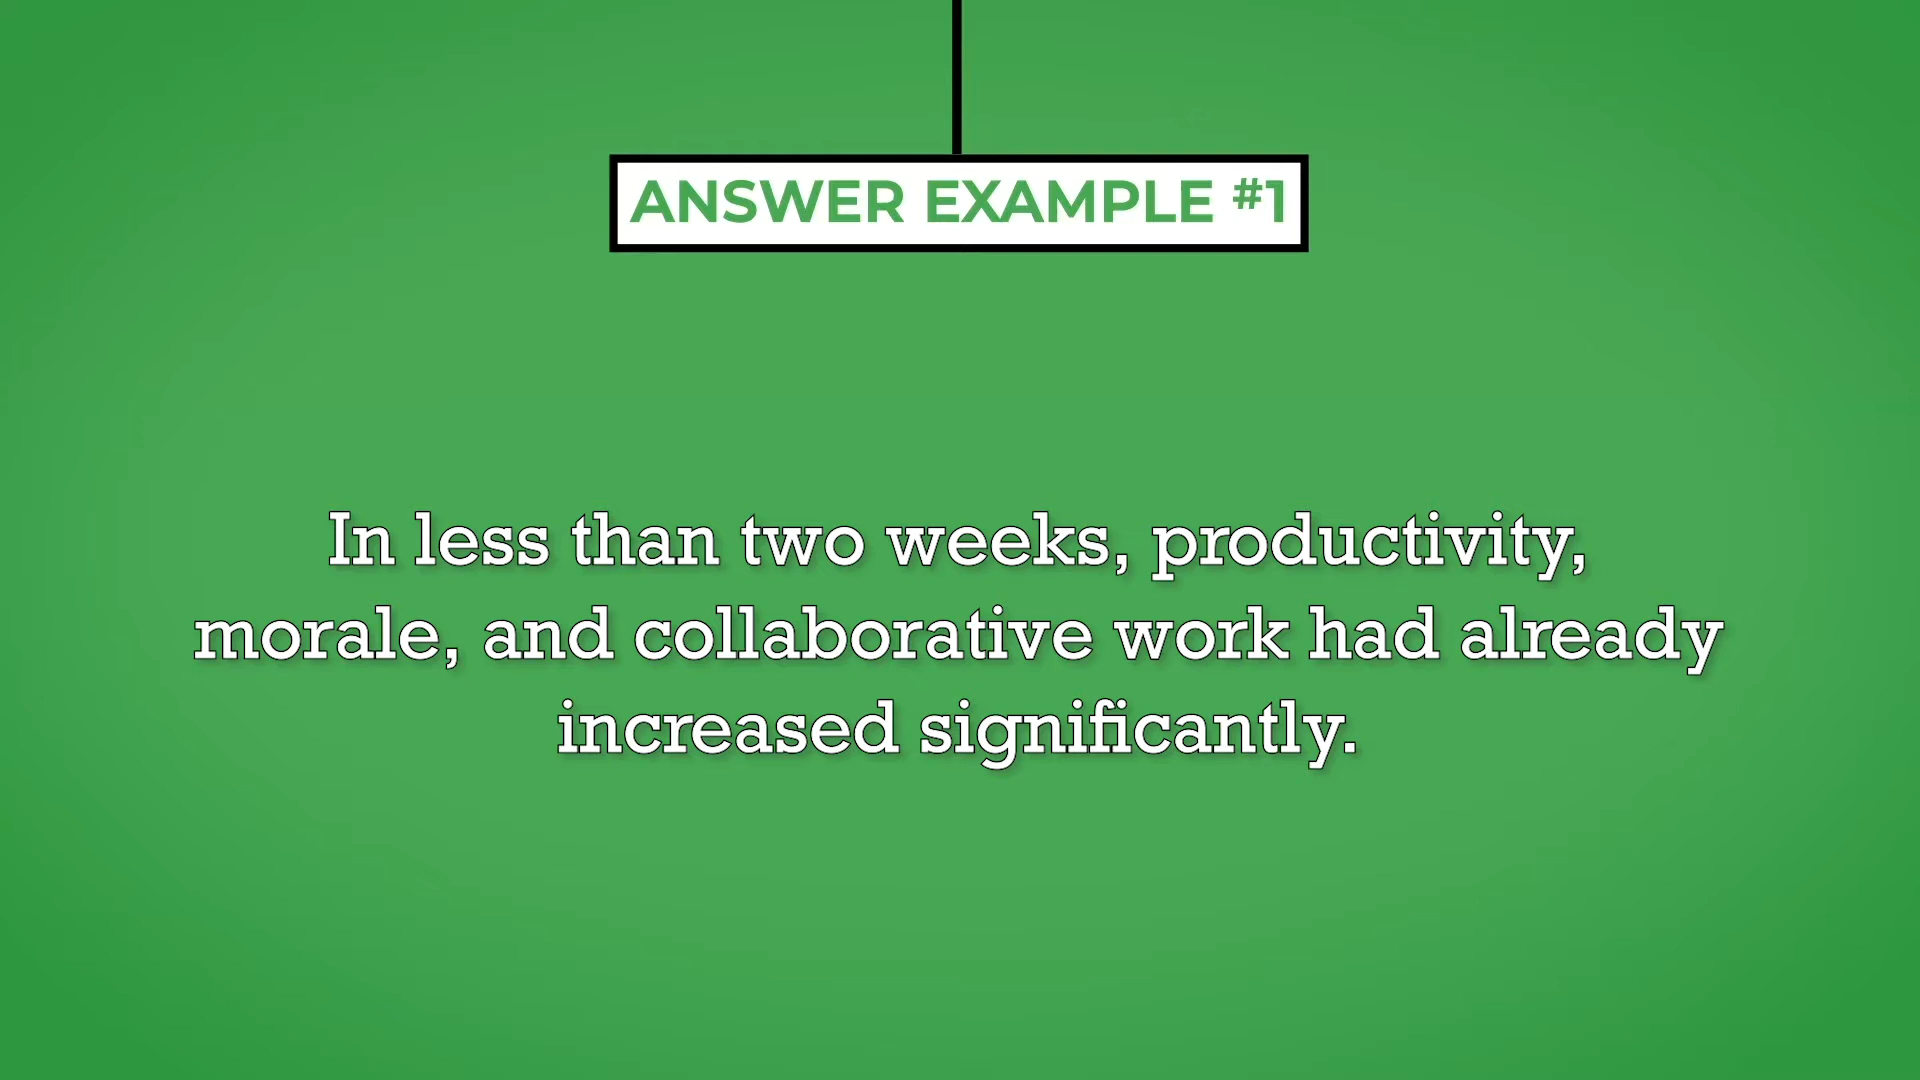 ANSWER EXAMPLE #1
In less than two weeks, productivity,
morale, and collaborative work had already
increased significantly.